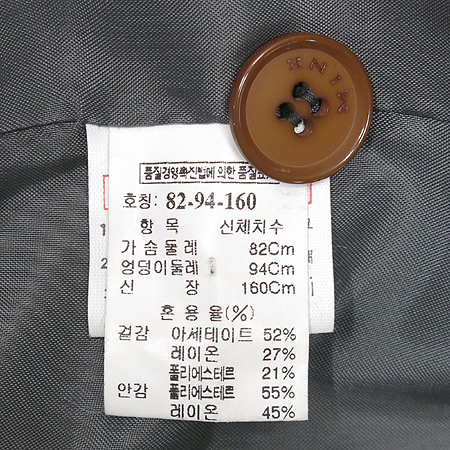 MINE
품질경영촉진법에 의한 품질표
호칭: 82-94-160
항 목 신체치수
가 슴 둘 레 82Cm
엉덩이둘레 94Cm
신 장 160Cm
혼 용 율(%)
겉감 아세테이트 52%
레이온 27%
폴리에스테르 21%
안감 폴리에스테르 55%
레이온 45%